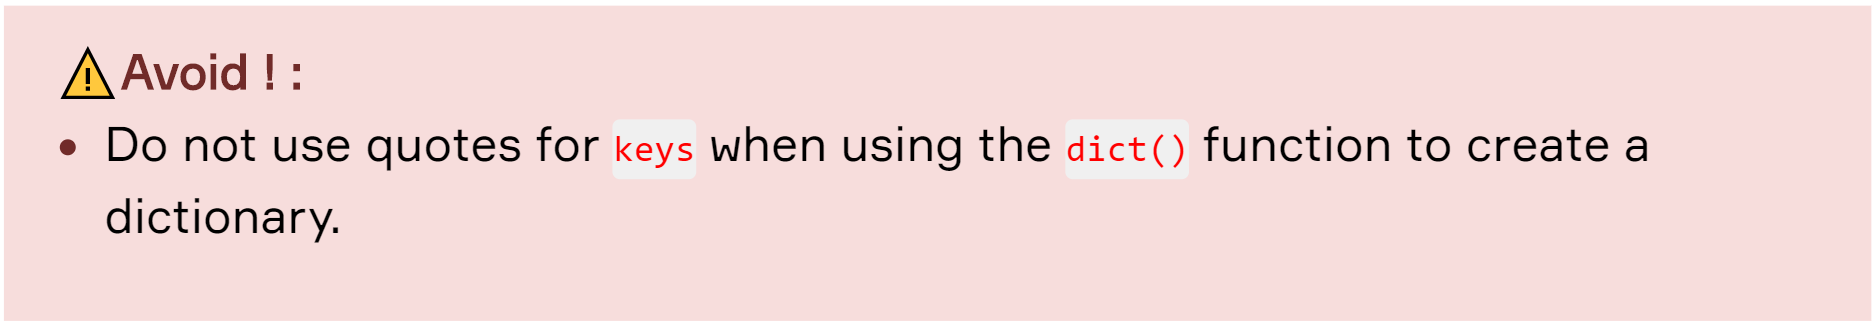 ⚠Avoid ! :
• Do not use quotes for keys when using the dict() function to create a
dictionary.